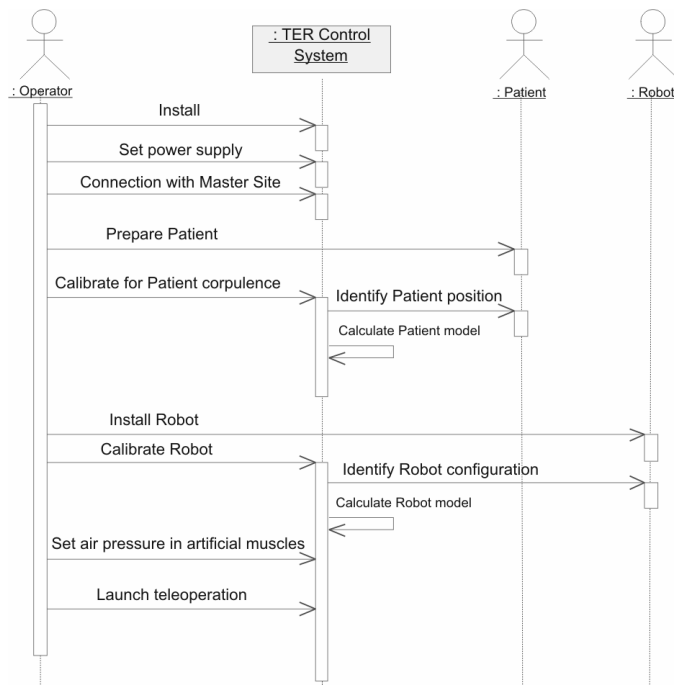 : TER Control
System
: Operator
: Patient
: Robot
Install
Set power supply
Connection with Master Site
Prepare Patient
Calibrate for Patient corpulence
Identify Patient position
Calculate Patient model
Install Robot
Calibrate Robot
Identify Robot configuration
Calculate Robot model
Set air pressure in artificial muscles
Launch teleoperation